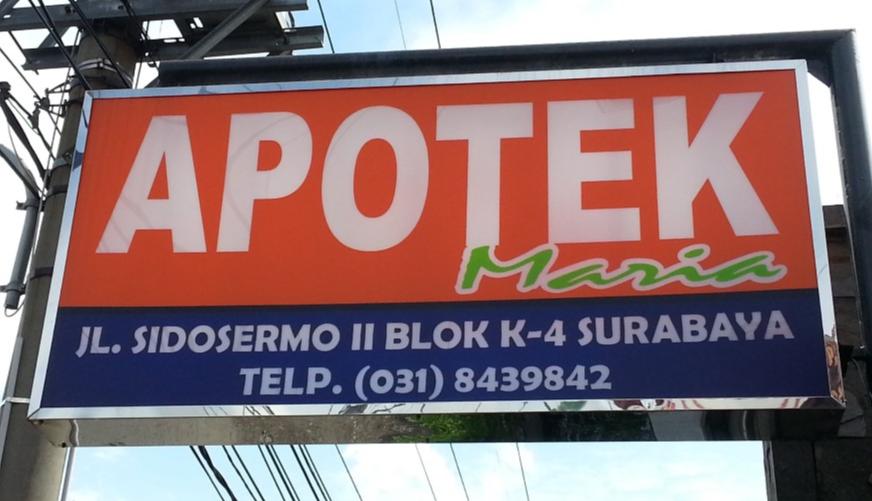 APOTEK
Maria
JL. SIDOSERMO II BLOK K-4 SURABAYA
TELP. (031) 8439842